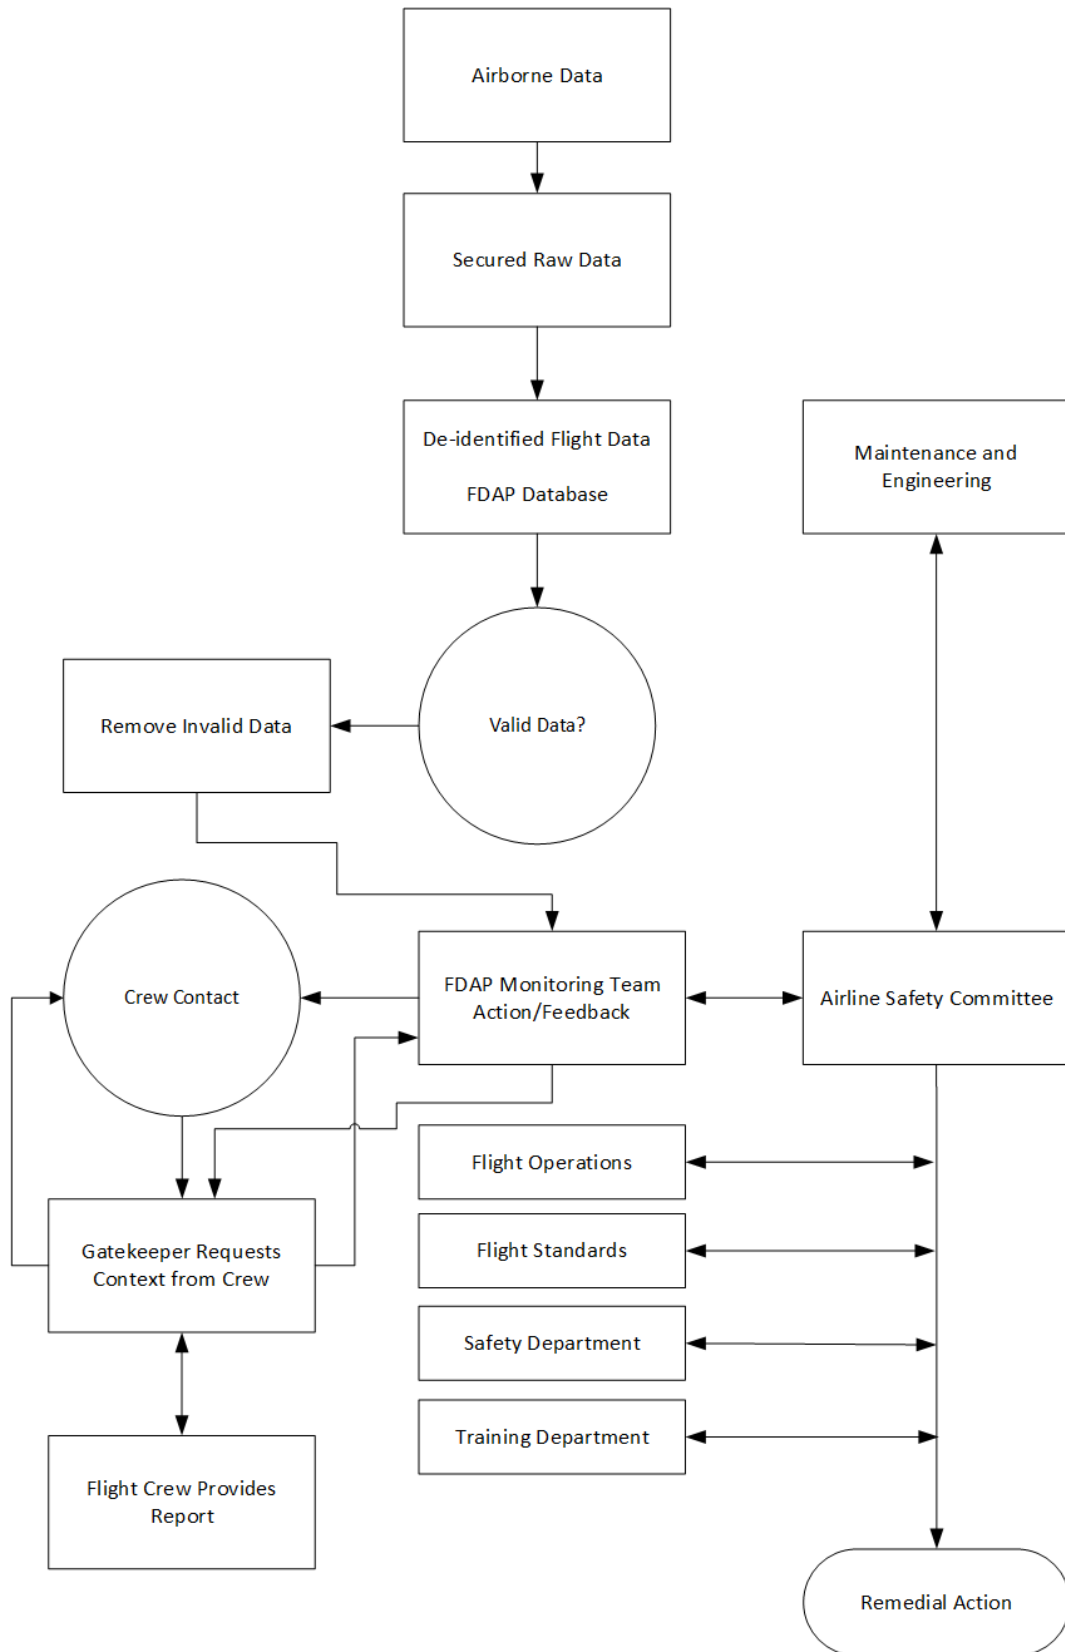 Airborne Data
Secured Raw Data
De-identified Flight Data
FDAP Database
Maintenance and
Engineering
Valid Data?
Remove Invalid Data
Crew Contact
FDAP Monitoring Team
Action/Feedback
Airline Safety Committee
Flight Operations
Flight Standards
Gatekeeper Requests
Context from Crew
Safety Department
Training Department
Flight Crew Provides
Report
Remedial Action